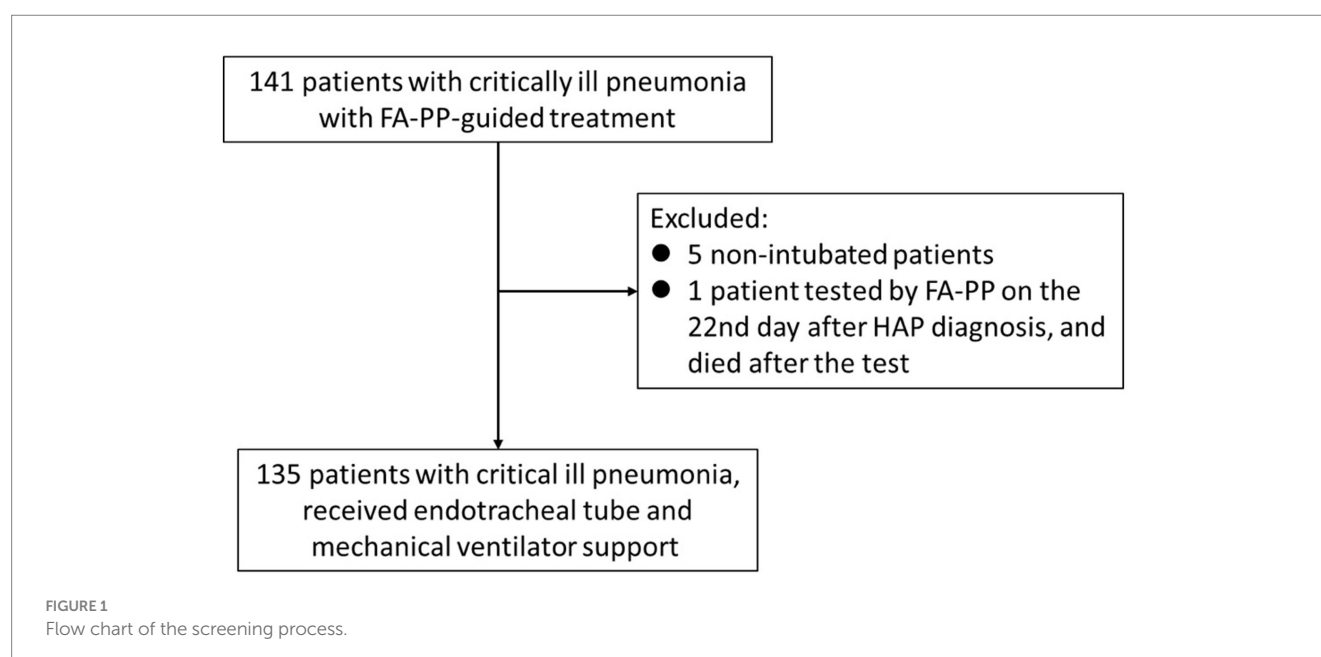 141 patients with critically ill pneumonia
with FA-PP-guided treatment
Excluded:
● 5 non-intubated patients
● 1 patient tested by FA-PP on the
22nd day after HAP diagnosis, and
died after the test
135 patients with critical ill pneumonia,
received endotracheal tube and
mechanical ventilator support
FIGURE 1
Flow chart of the screening process.